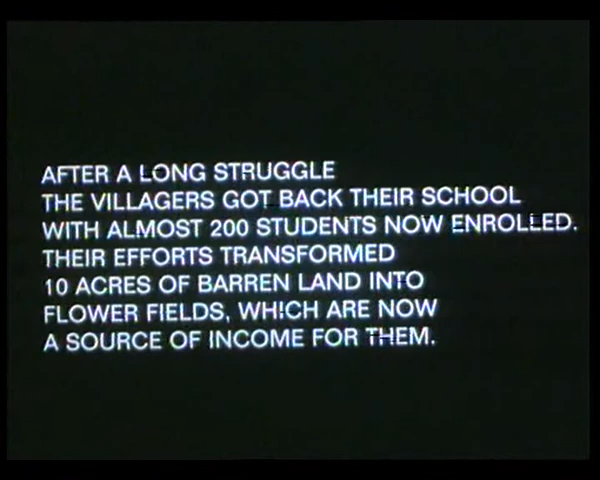 AFTER A LONG STRUGGLE
THE VILLAGERS GOT BACK THEIR SCHOOL
WITH ALMOST 200 STUDENTS NOW ENROLLED.
THEIR EFFORTS TRANSFORMED
10 ACRES OF BARREN LAND INTO
FLOWER FIELDS, WHICH ARE NOW
A SOURCE OF INCOME FOR THEM.